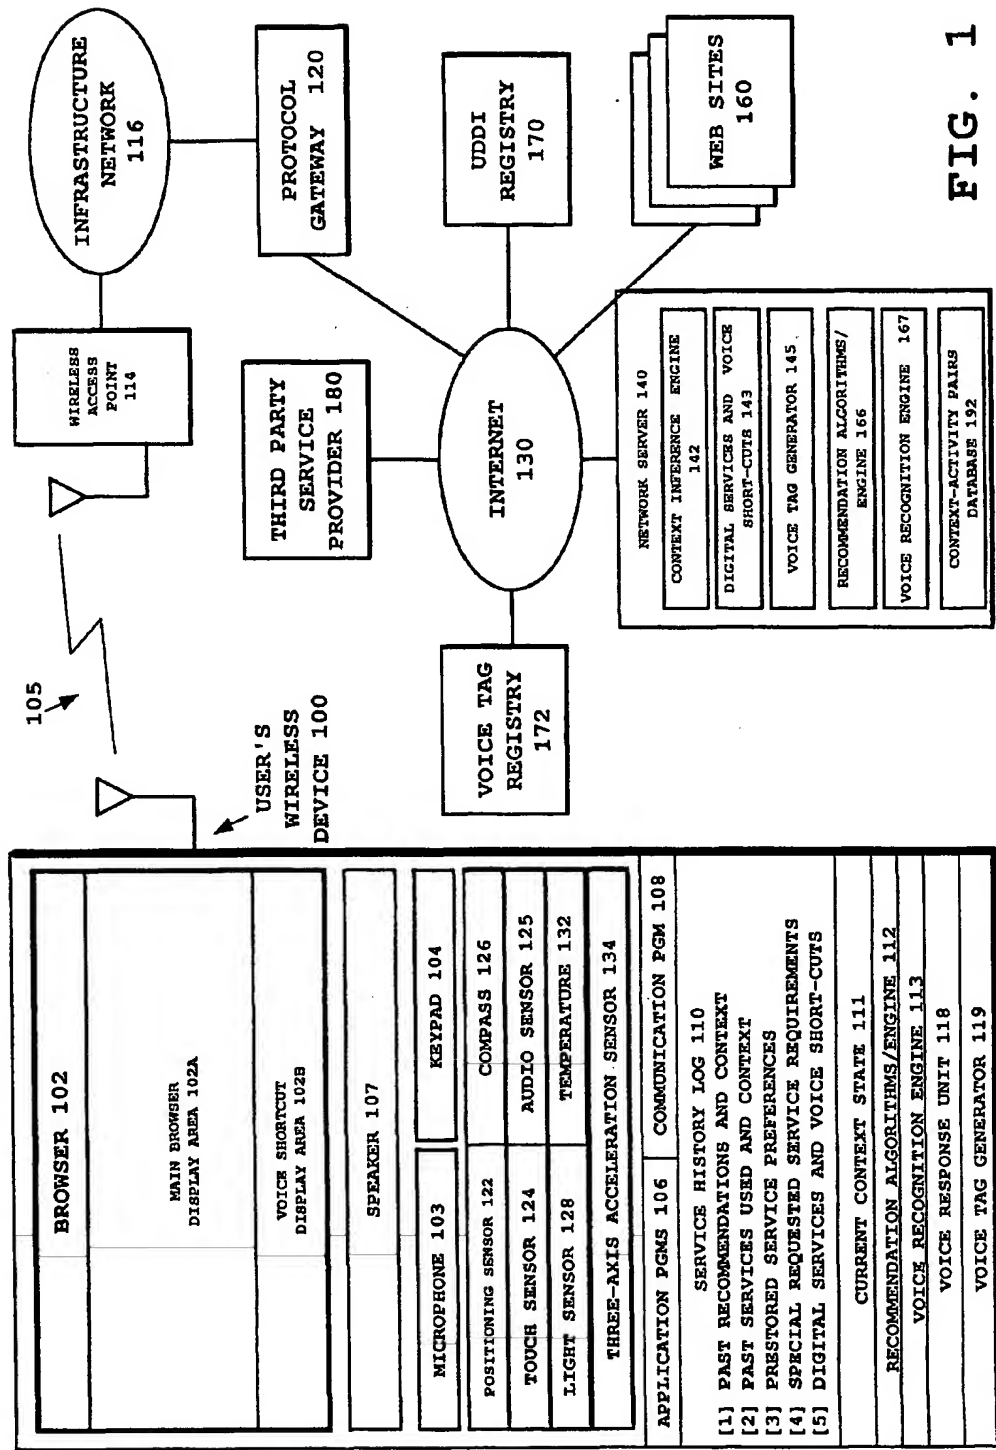 BROWSER 102
MAIN BROWSER
DISPLAY AREA 102A
VOICE SHORTCUT
DISPLAY AREA 102B
SPEAKER 107
MICROPHONE 103
KEYPAD 104
POSITIONING SENSOR 122
COMPASS 126
TOUCH SENSOR 124
AUDIO SENSOR 125
LIGHT SENSOR 128
TEMPERATURE 132
THREE-AXIS ACCELERATION SENSOR 134
APPLICATION PGMS 106
COMMUNICATION PGM 108
SERVICE HISTORY LOG 110
[1] PAST RECOMMENDATIONS AND CONTEXT
[2] PAST SERVICES USED AND CONTEXT
[3] PRESTORED SERVICE PREFERENCES
[4] SPECIAL REQUESTED SERVICE REQUIREMENTS
[5] DIGITAL SERVICES AND VOICE SHORT-CUTS
CURRENT CONTEXT STATE 111
RECOMMENDATION ALGORITHMS/ENGINE 112
VOICE RECOGNITION ENGINE 113
VOICE RESPONSE UNIT 118
VOICE TAG GENERATOR 119
USER'S
WIRELESS
DEVICE 100
105
WIRELESS
ACCESS
POINT
114
INFRASTRUCTURE
NETWORK
116
THIRD PARTY
SERVICE
PROVIDER 180
PROTOCOL
GATEWAY 120
VOICE TAG
REGISTRY
172
INTERNET
130
UDDI
REGISTRY
170
WEB SITES
160
NETWORK SERVER 140
CONTEXT INFERENCE ENGINE
142
DIGITAL SERVICES AND VOICE
SHORT-CUTS 143
VOICE TAG GENERATOR 145
RECOMMENDATION ALGORITHMS/
ENGINE 166
VOICE RECOGNITION ENGINE 167
CONTEXT-ACTIVITY PAIRS
DATABASE 192
FIG. 1